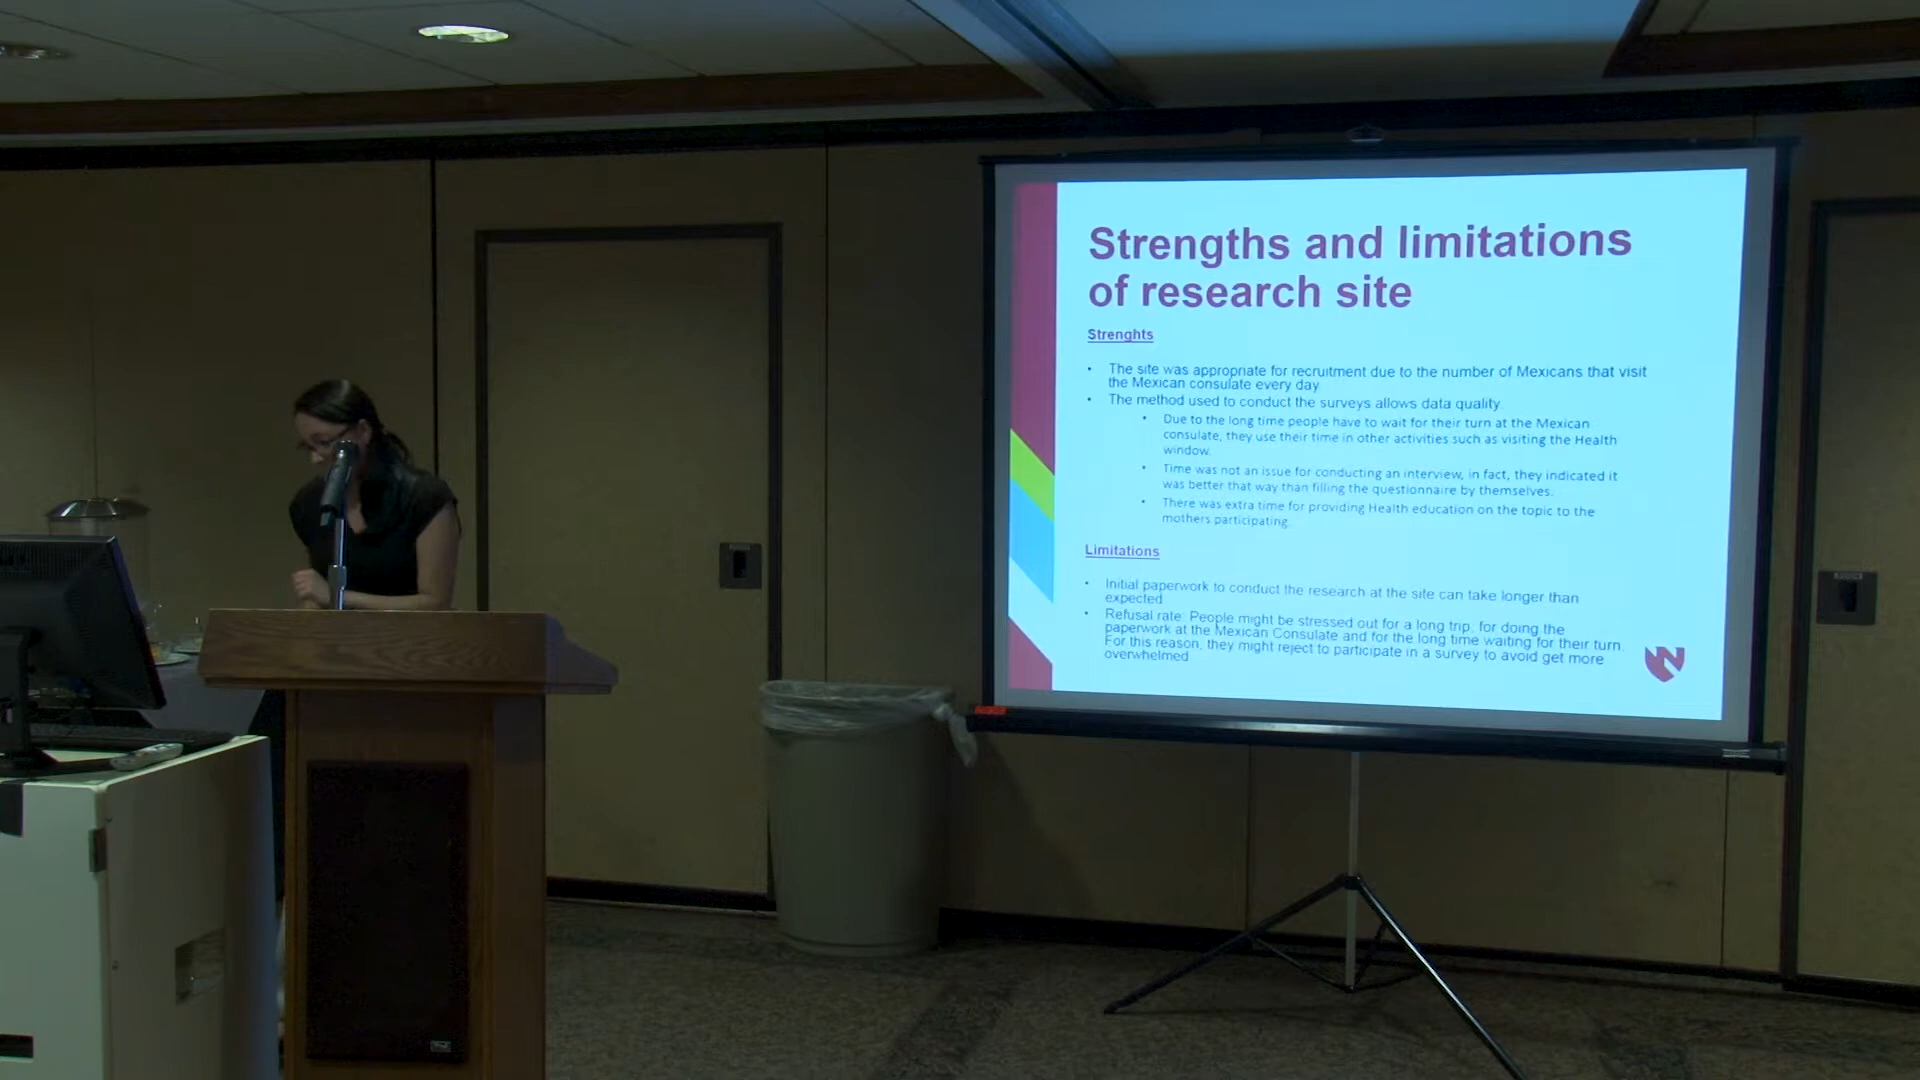 Strengths and limitations
of research site
Strenghts
• The site was appropriate for recruitment due to the number of Mexicans that visit
the Mexican consulate every day
• The method used to conduct the surveys allows data quality.
• Due to the long time people have to wait for their turn at the Mexican
consulate, they use their time in other activities such as visiting the Health
window.
• Time was not an issue for conducting an interview, in fact, they indicated it
was better that way than filling the questionnaire by themselves.
• There was extra time for providing Health education on the topic to the
mothers participating.
Limitations
• Initial paperwork to conduct the research at the site can take longer than
expected
• Refusal rate: People might be stressed out for a long trip, for doing the
paperwork at the Mexican Consulate and for the long time waiting for their turn.
For this reason, they might reject to participate in a survey to avoid get more
overwhelmed
N